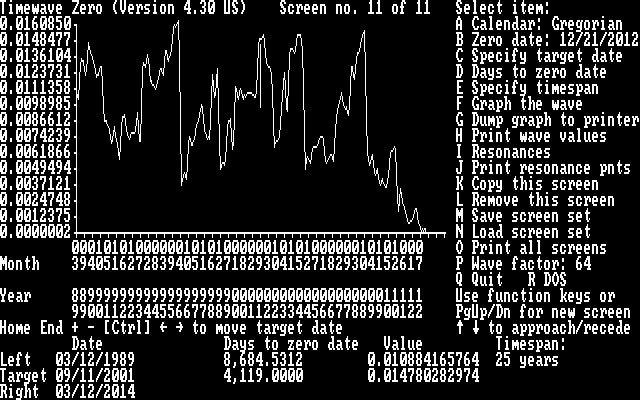 Timewave Zero (Version 4.30 US) Screen no. 11 of 11 Select item:
0.0160850 A Calendar: Gregorian
0.0148477 B Zero date: 12/21/2012
0.0136104 C Specify target date
0.0123731 D Days to zero date
0.0111358 E Specify timespan
0.0098985 F Graph the wave
0.0086612 G Dump graph to printer
0.0074239 H Print wave values
0.0061866 I Resonances
0.0049494 J Print resonance pnts
0.0037121 K Copy this screen
0.0024748 L Remove this screen
0.0012375 M Save screen set
0.0000002 N Load screen set
000101010000001010100000010101000000101010000 O Print all screens
Month P Wave factor: 64
Q Quit R DOS
Year Use function keys or
PgUp/Dn for new screen
Home End + - [Ctrl] ← → to move target date ↑ ↓ to approach/recede
Date Days to zero date Value Timespan:
Left 03/12/1989 8,684.5312 0.010884165764 25 years
Target 09/11/2001 4,119.0000 0.014780282974
Right 03/12/2014